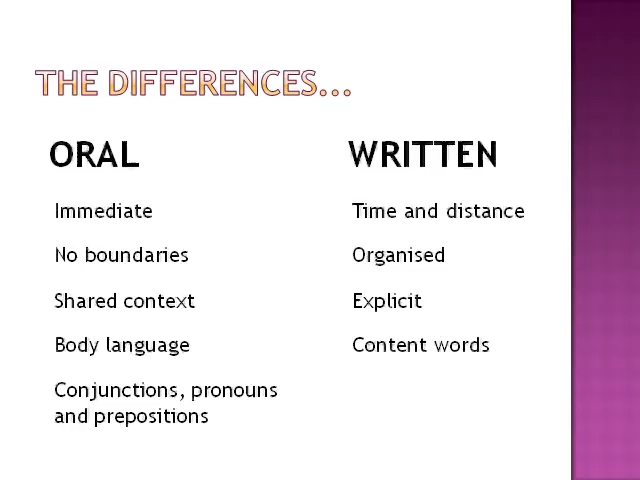 THE DIFFERENCES...
ORAL
Immediate
No boundaries
Shared context
Body language
Conjunctions, pronouns
and prepositions
WRITTEN
Time and distance
Organised
Explicit
Content words